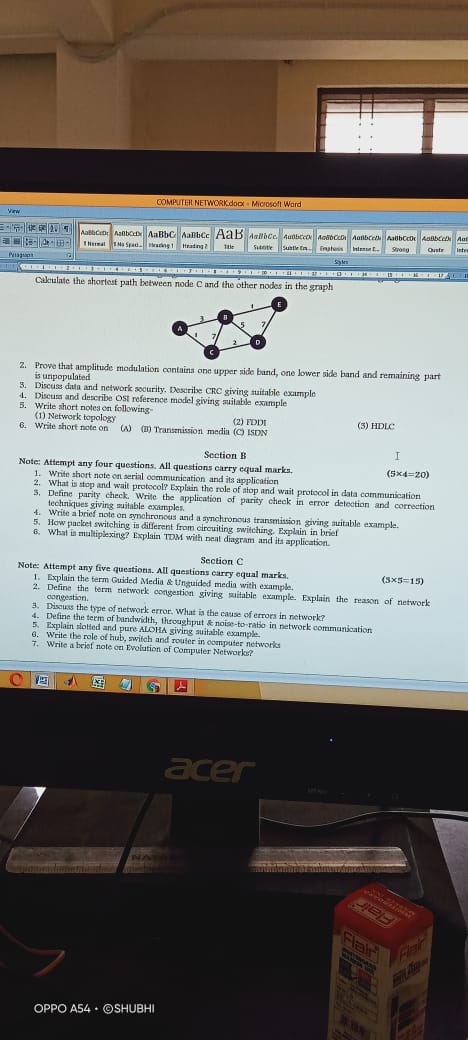 COMPUTER NETWORK.docx - Microsoft Word
View
AaBbCcDc AaBbCcDc AaBbC AaBbCc AaB AaBbCc. AaBbCcDi AaBbCcDi AaBbCcDi AaBbCcDc AaBbCcDi
¶ Normal ¶ No Spaci... Heading 1 Heading 2 Title Subtitle Subtle Em... Emphasis Intense E... Strong Quote
Paragraph Styles
Calculate the shortest path between node C and the other nodes in the graph
A B C D E
3 1 5 7 1 7 2
2. Prove that amplitude modulation contains one upper side band, one lower side band and remaining part
is unpopulated
3. Discuss data and network security. Describe CRC giving suitable example
4. Discuss and describe OSI reference model giving suitable example
5. Write short notes on following-
(1) Network topology (2) FDDI (3) HDLC
6. Write short note on (A) (B) Transmission media (C) ISDN
Section B
Note: Attempt any four questions. All questions carry equal marks. (5×4=20)
1. Write short note on serial communication and its application
2. What is stop and wait protocol? Explain the role of stop and wait protocol in data communication
3. Define parity check. Write the application of parity check in error detection and correction
techniques giving suitable examples.
4. Write a brief note on synchronous and a synchronous transmission giving suitable example.
5. How packet switching is different from circuiting switching. Explain in brief
6. What is multiplexing? Explain TDM with neat diagram and its application.
Section C
Note: Attempt any five questions. All questions carry equal marks. (3×5=15)
1. Explain the term Guided Media & Unguided media with example.
2. Define the term network congestion giving suitable example. Explain the reason of network
congestion.
3. Discuss the type of network error. What is the cause of errors in network?
4. Define the term of bandwidth, throughput & noise-to-ratio in network communication
5. Explain slotted and pure ALOHA giving suitable example.
6. Write the role of hub, switch and router in computer networks
7. Write a brief note on Evolution of Computer Networks?
acer
Flair
Flair
Flair
OPPO A54 · ©SHUBHI